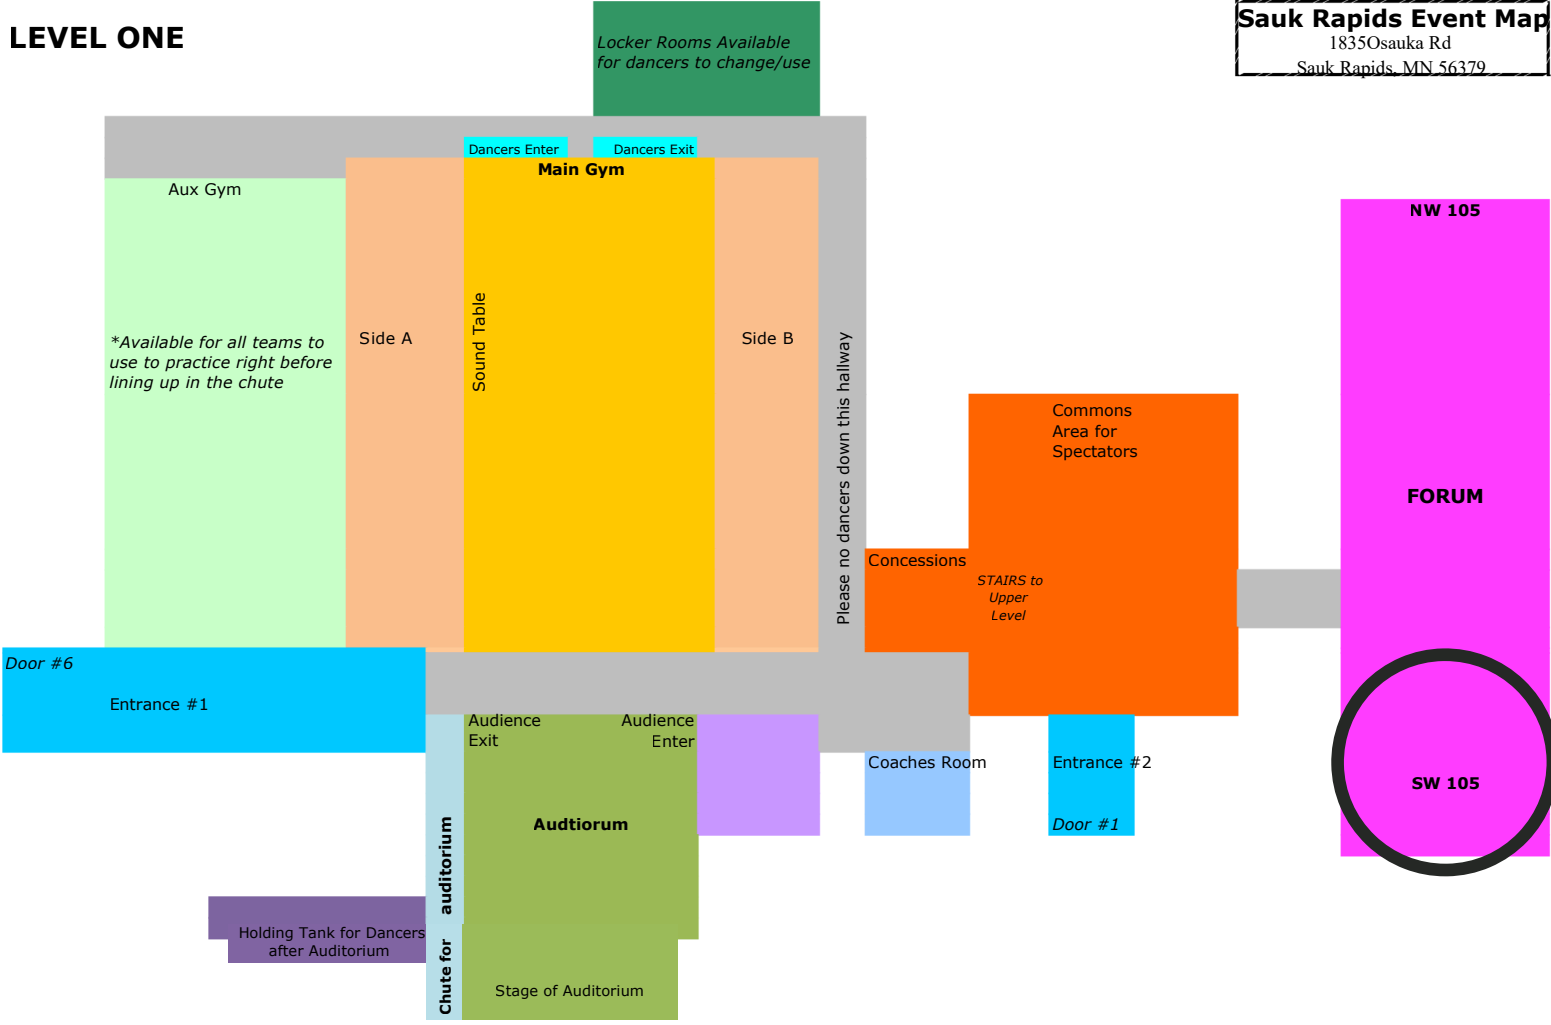 LEVEL ONE
Sauk Rapids Event Map
1835Osauka Rd
Sauk Rapids, MN 56379
Locker Rooms Available
for dancers to change/use
Dancers Enter
Dancers Exit
Main Gym
Aux Gym
*Available for all teams to
use to practice right before
lining up in the chute
Side A
Sound Table
Side B
Please no dancers down this hallway
NW 105
FORUM
SW 105
Commons
Area for
Spectators
Concessions
STAIRS to
Upper
Level
Door #6
Entrance #1
Audience
Exit
Audience
Enter
Coaches Room
Entrance #2
Door #1
Audtiorum
Chute for auditorium
Holding Tank for Dancers
after Auditorium
Stage of Auditorium